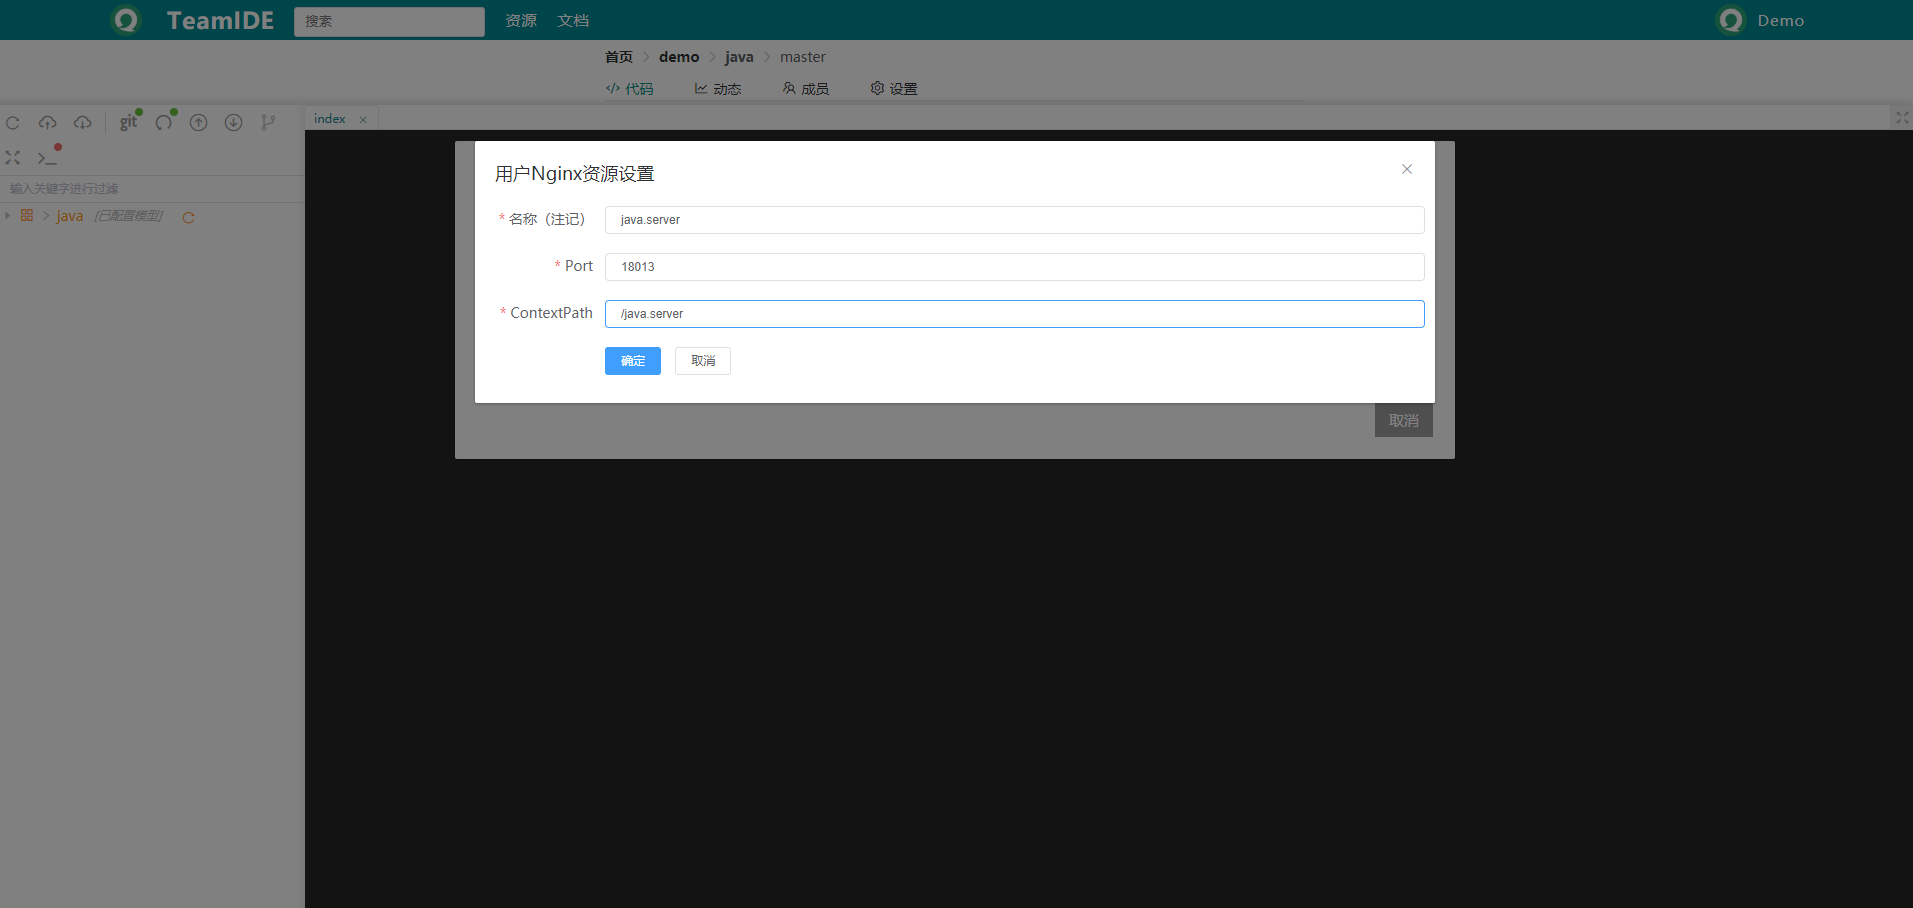 TeamIDE 搜索 资源 文档 Demo
首页 > demo > java > master
代码 动态 成员 设置
git
index ×
输入关键字进行过滤
java [已配置模型]
用户Nginx资源设置
* 名称（注记） java.server
* Port 18013
* ContextPath /java.server
确定 取消
取消